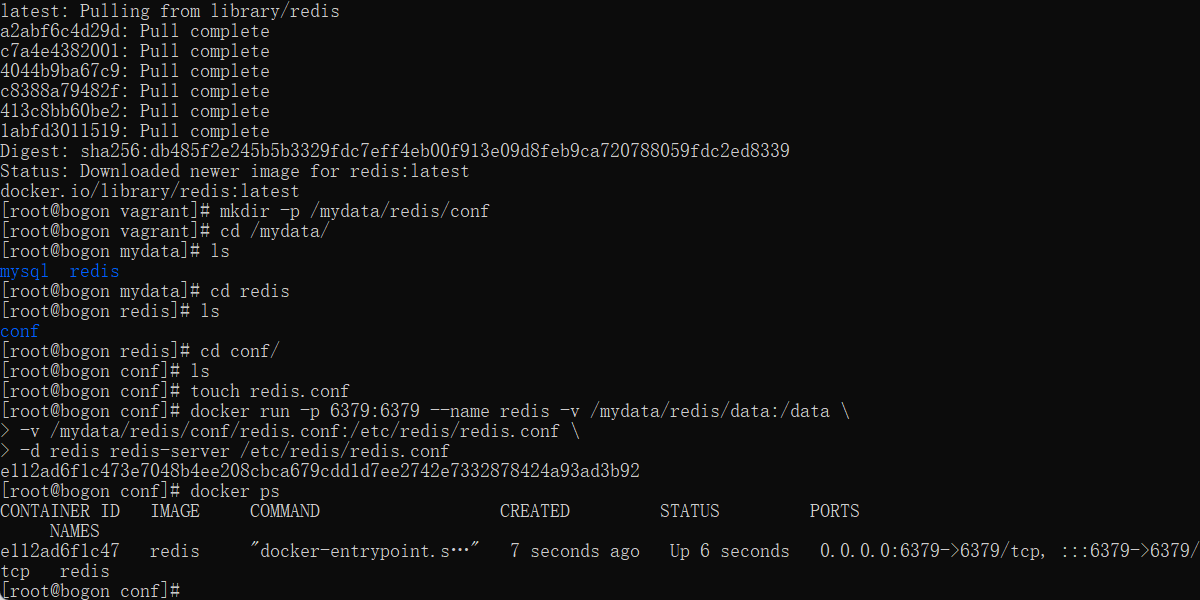 latest: Pulling from library/redis
a2abf6c4d29d: Pull complete
c7a4e4382001: Pull complete
4044b9ba67c9: Pull complete
c8388a79482f: Pull complete
413c8bb60be2: Pull complete
1abfd3011519: Pull complete
Digest: sha256:db485f2e245b5b3329fdc7eff4eb00f913e09d8feb9ca720788059fdc2ed8339
Status: Downloaded newer image for redis:latest
docker.io/library/redis:latest
[root@bogon vagrant]# mkdir -p /mydata/redis/conf
[root@bogon vagrant]# cd /mydata/
[root@bogon mydata]# ls
mysql  redis
[root@bogon mydata]# cd redis
[root@bogon redis]# ls
conf
[root@bogon redis]# cd conf/
[root@bogon conf]# ls
[root@bogon conf]# touch redis.conf
[root@bogon conf]# docker run -p 6379:6379 --name redis -v /mydata/redis/data:/data \
> -v /mydata/redis/conf/redis.conf:/etc/redis/redis.conf \
> -d redis redis-server /etc/redis/redis.conf
e112ad6f1c473e7048b4ee208cbca679cdd1d7ee2742e7332878424a93ad3b92
[root@bogon conf]# docker ps
CONTAINER ID   IMAGE     COMMAND                  CREATED         STATUS         PORTS
     NAMES
e112ad6f1c47   redis     "docker-entrypoint.s…"   7 seconds ago   Up 6 seconds   0.0.0.0:6379->6379/tcp, :::6379->6379/
tcp   redis
[root@bogon conf]#